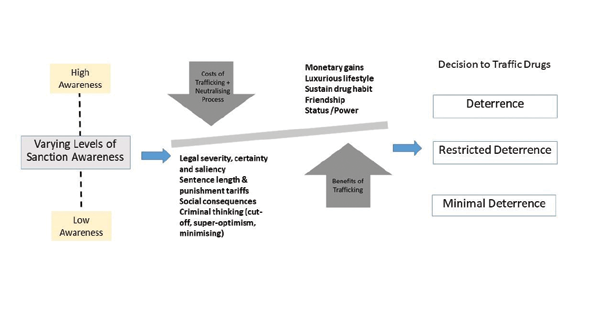 High
Awareness
Varying Levels of
Sanction Awareness
Low
Awareness
Costs of
Trafficking +
Neutralising
Process
Legal severity, certainty
and saliency
Sentence length &
punishment tariffs
Social consequences
Criminal thinking (cut-
off, super-optimism,
minimising)
Monetary gains
Luxurious lifestyle
Sustain drug habit
Friendship
Status /Power
Benefits of
Trafficking
Decision to Traffic Drugs
Deterrence
Restricted Deterrence
Minimal Deterrence